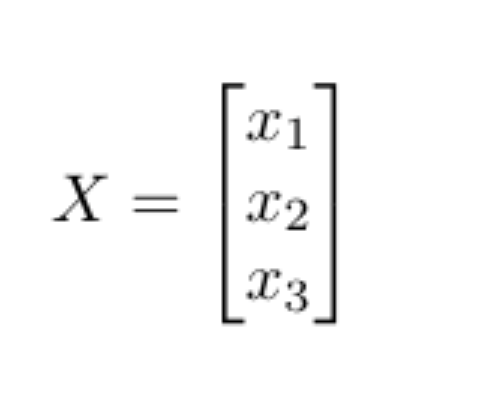 X = [x₁
x₂
x₃]